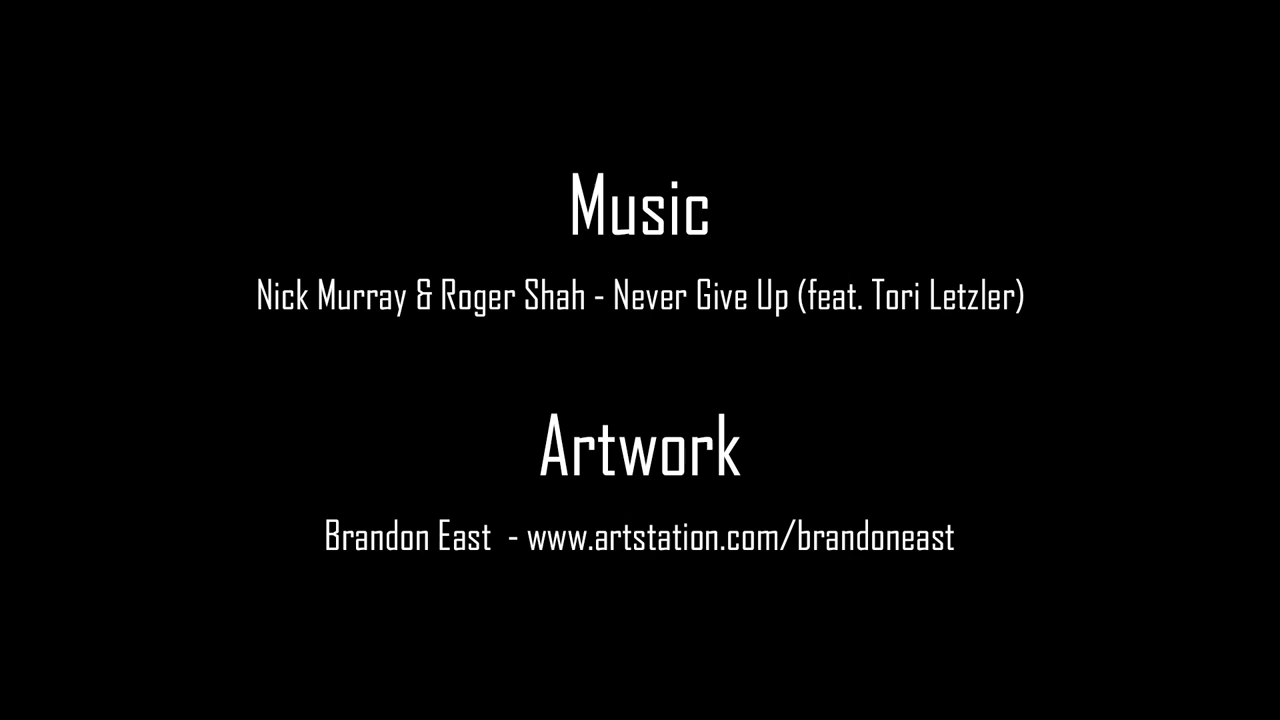 Music
Nick Murray & Roger Shah - Never Give Up (feat. Tori Letzler)
Artwork
Brandon East  - www.artstation.com/brandoneast